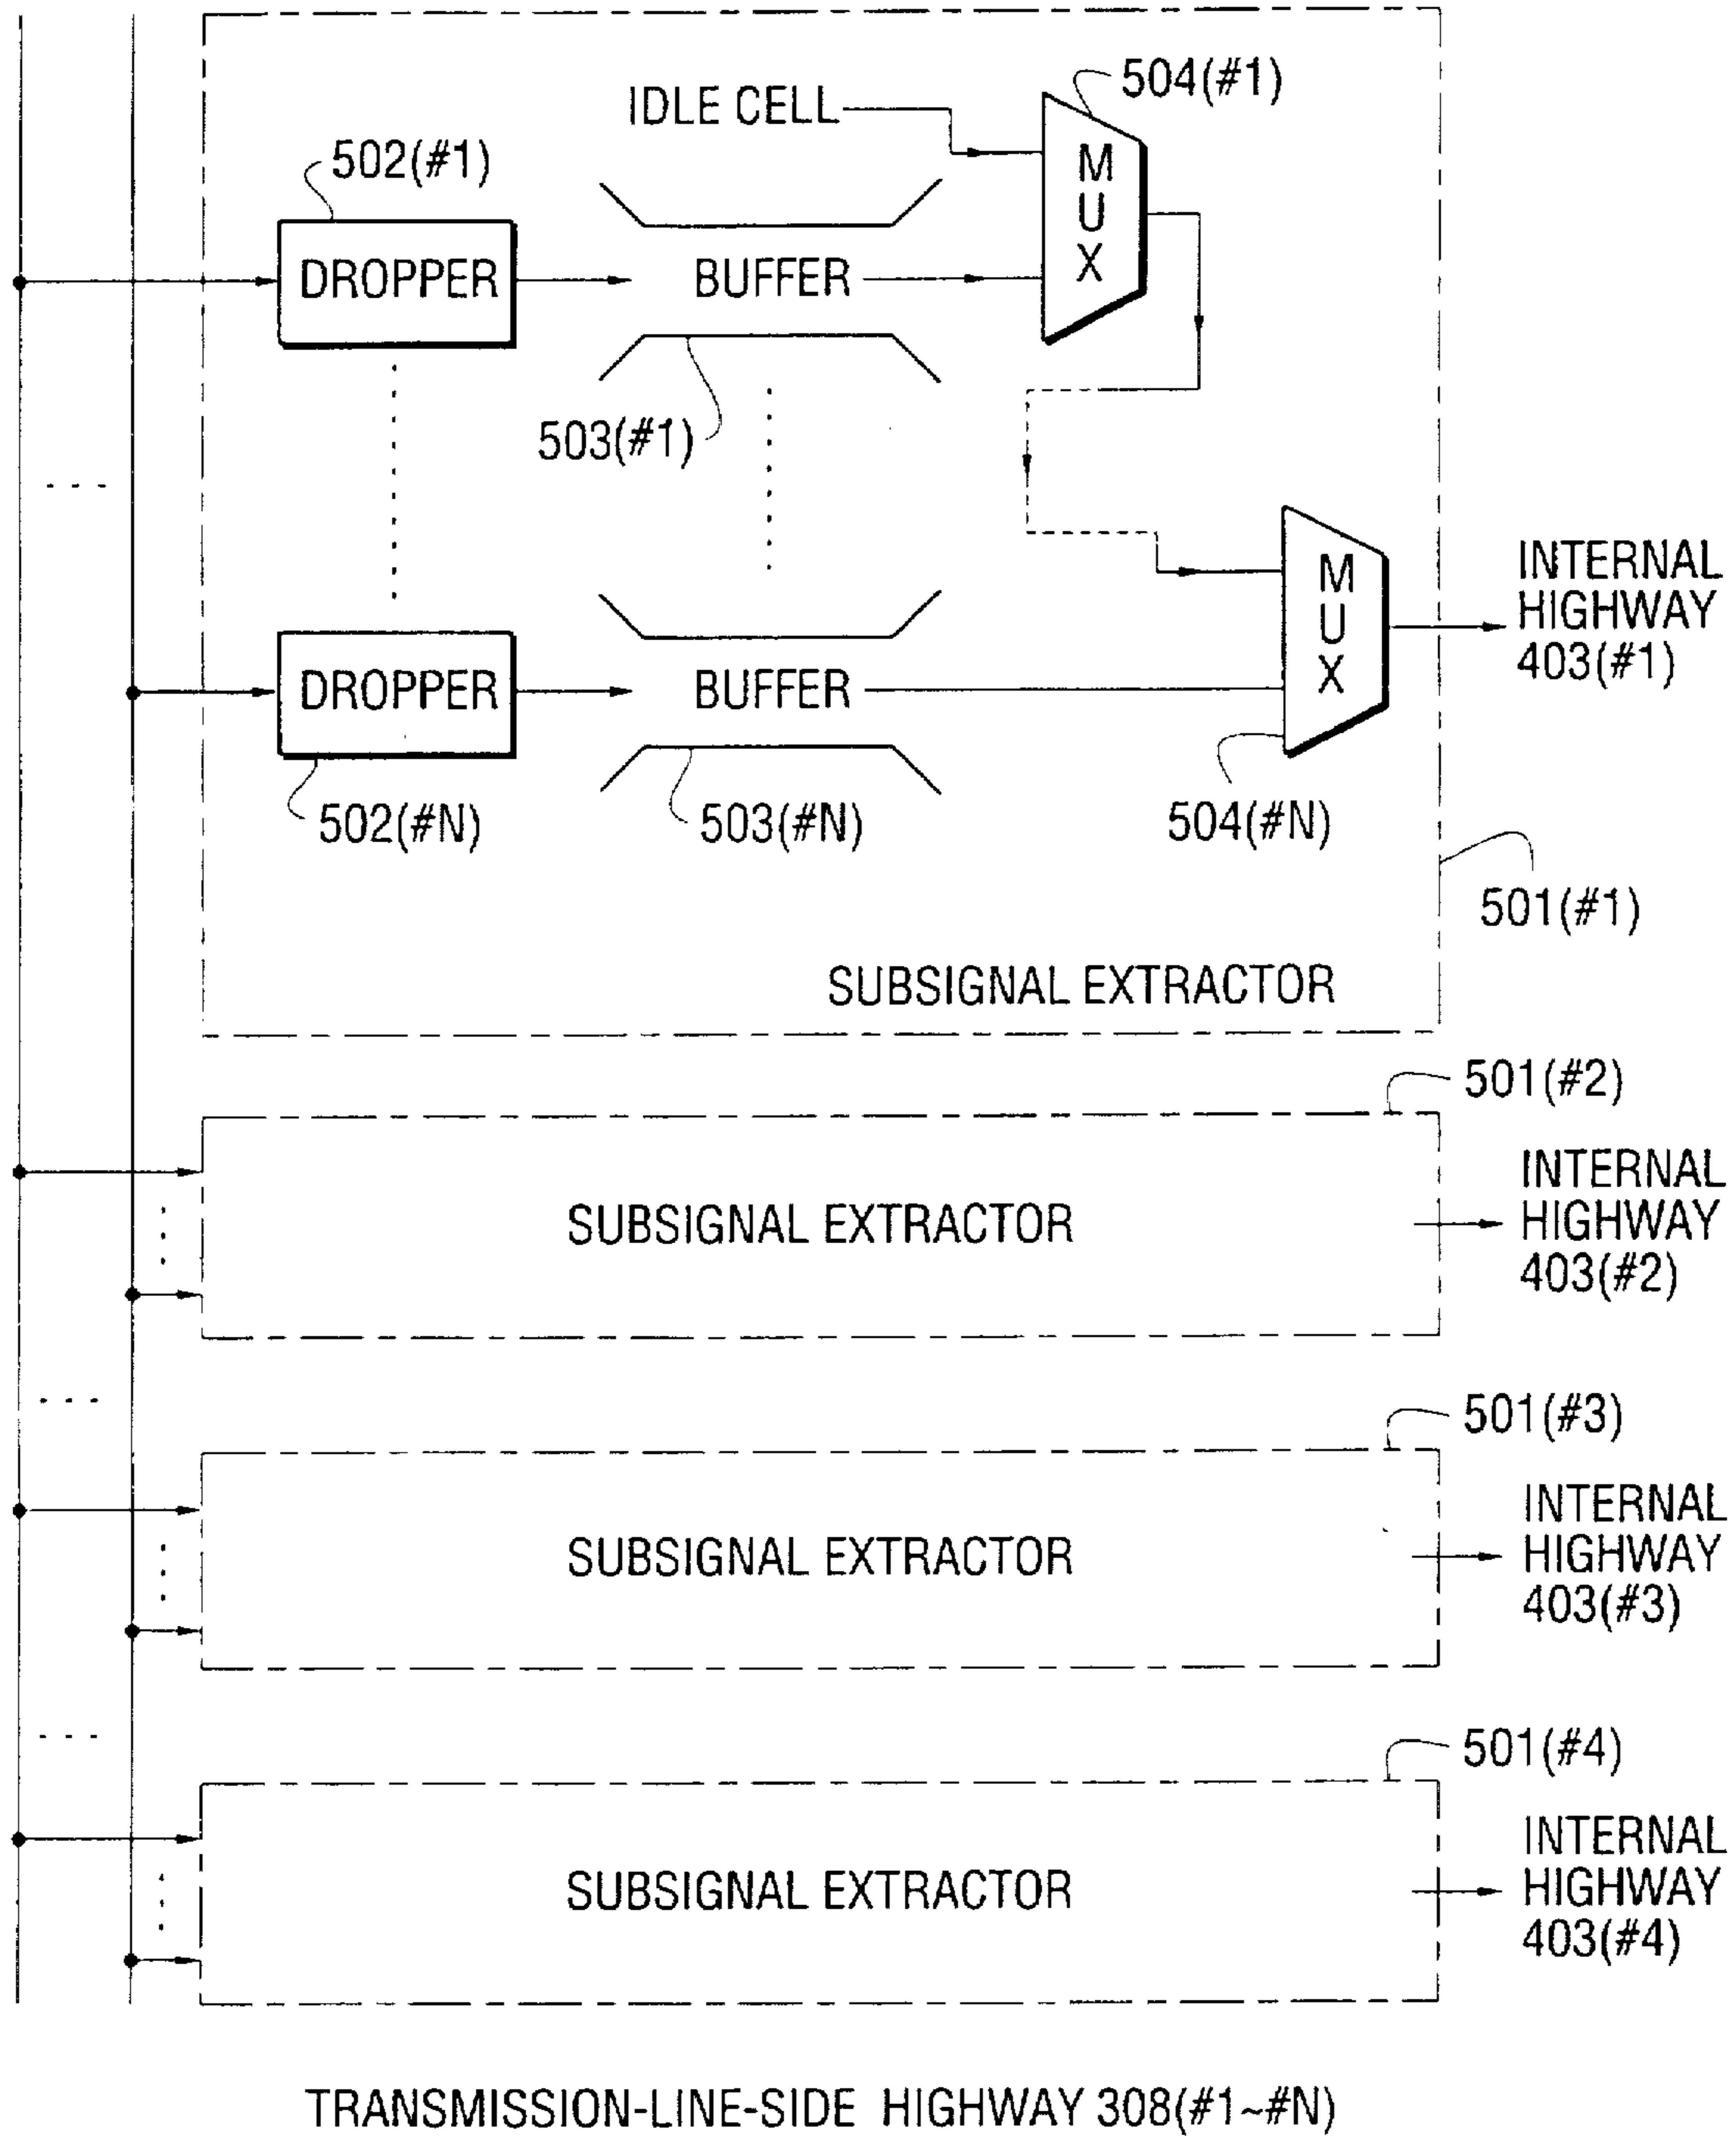 504(#1)
IDLE CELL
502(#1)
MUX
DROPPER
BUFFER
503(#1)
INTERNAL
HIGHWAY
403(#1)
MUX
DROPPER
BUFFER
502(#N)
503(#N)
504(#N)
501(#1)
SUBSIGNAL EXTRACTOR
501(#2)
INTERNAL
HIGHWAY
403(#2)
SUBSIGNAL EXTRACTOR
501(#3)
INTERNAL
HIGHWAY
403(#3)
SUBSIGNAL EXTRACTOR
501(#4)
INTERNAL
HIGHWAY
403(#4)
SUBSIGNAL EXTRACTOR
TRANSMISSION-LINE-SIDE HIGHWAY 308(#1~#N)